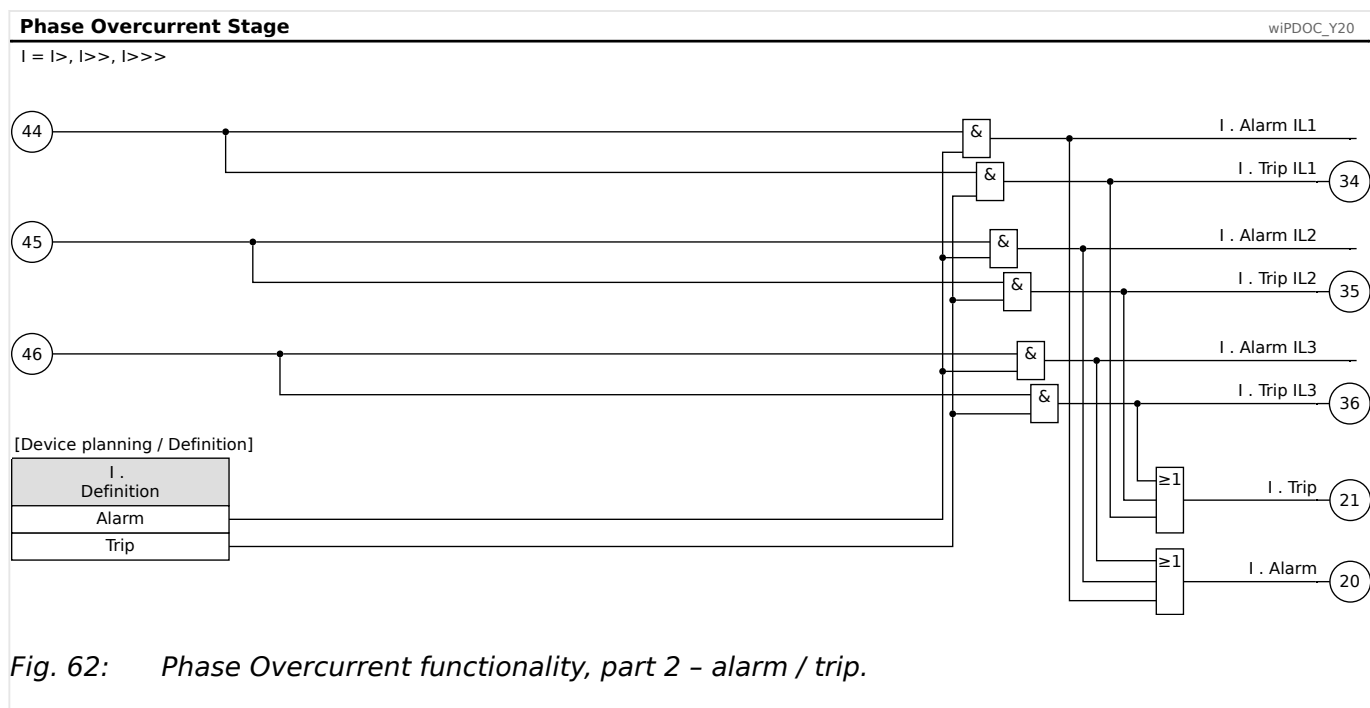 Phase Overcurrent Stage
wiPDOC_Y20
I = I>, I>>, I>>>
44
&
I . Alarm IL1
&
I . Trip IL1
34
45
&
I . Alarm IL2
&
I . Trip IL2
35
46
&
I . Alarm IL3
&
I . Trip IL3
36
[Device planning / Definition]
I .
Definition
Alarm
Trip
≥1
I . Trip
21
≥1
I . Alarm
20
Fig. 62: Phase Overcurrent functionality, part 2 – alarm / trip.